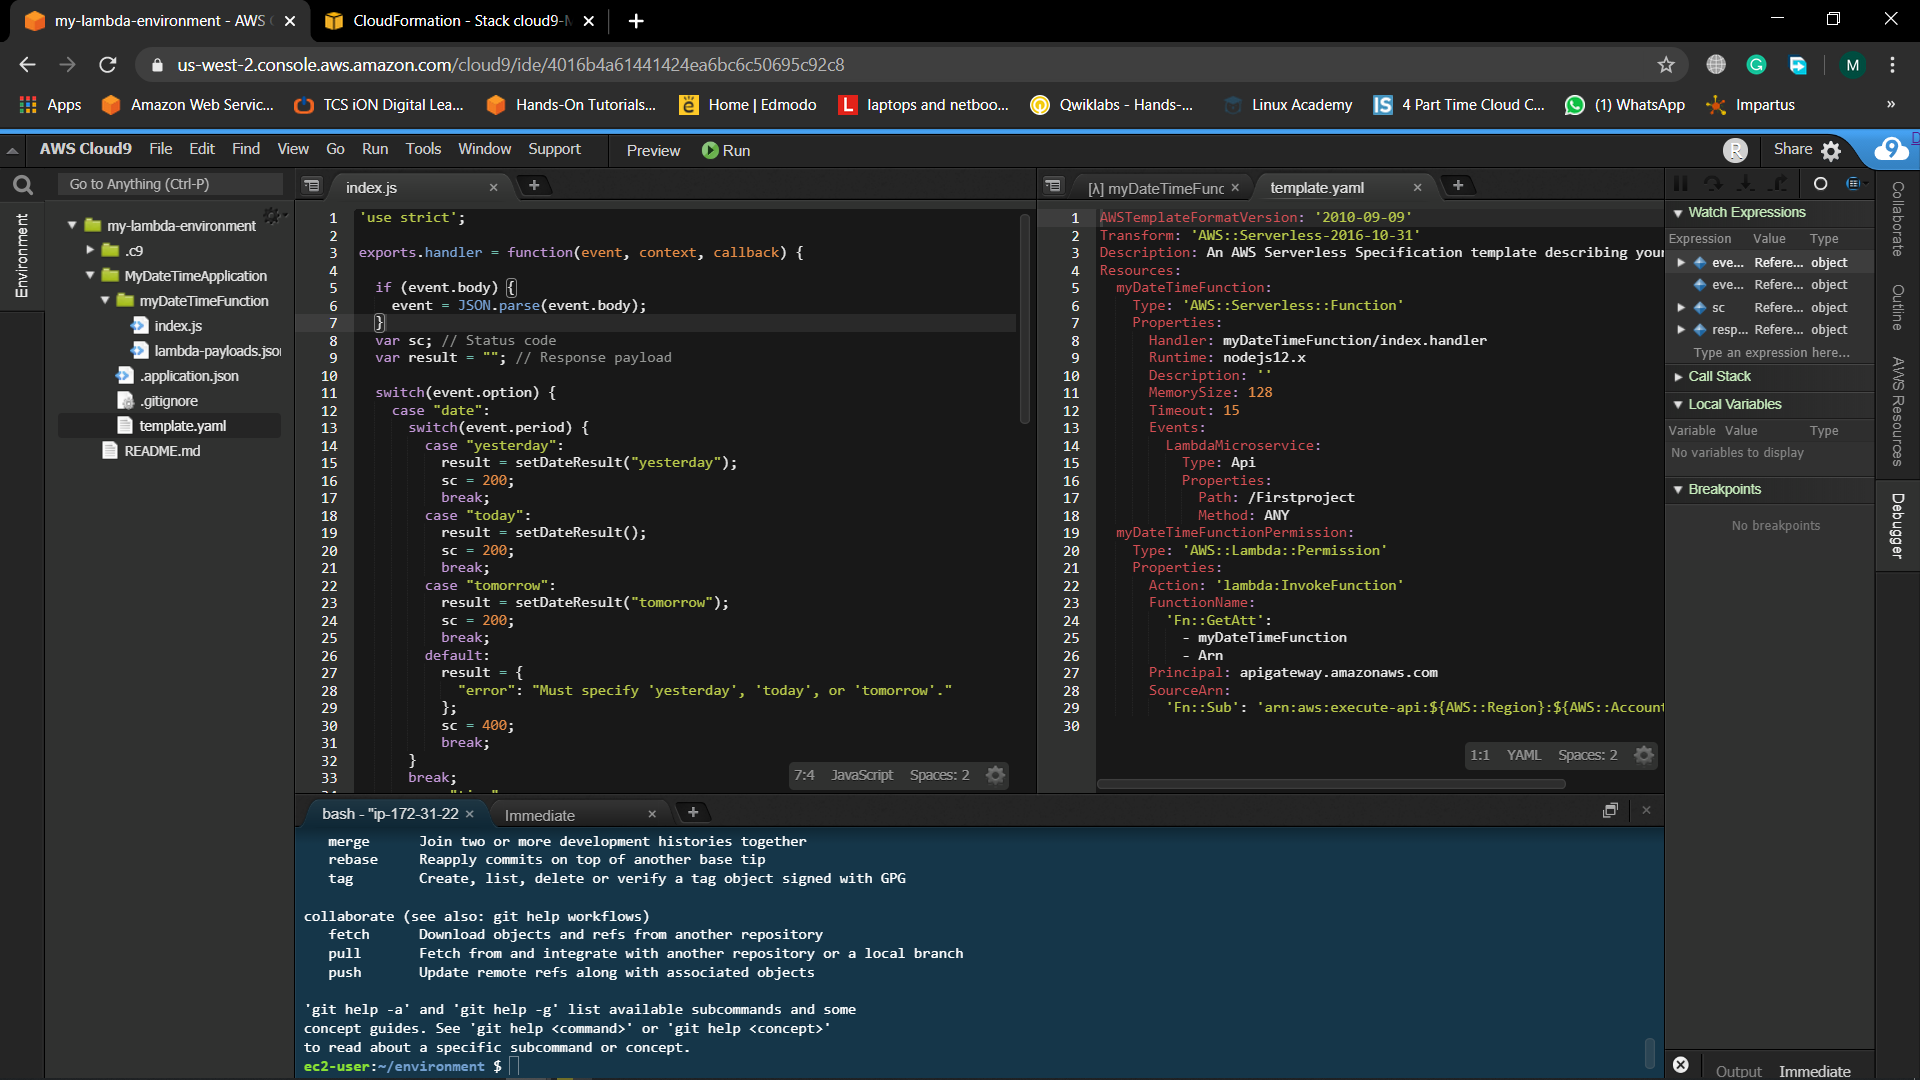 my-lambda-environment - AWS C
CloudFormation - Stack cloud9-M
us-west-2.console.aws.amazon.com/cloud9/ide/4016b4a61441424ea6bc6c50695c92c8
M
Apps
Amazon Web Servic...
TCS iON Digital Lea...
Hands-On Tutorials...
Home | Edmodo
laptops and netboo...
Qwiklabs - Hands-...
Linux Academy
4 Part Time Cloud C...
(1) WhatsApp
Impartus
»
AWS Cloud9 File Edit Find View Go Run Tools Window Support Preview Run
R Share 9
Go to Anything (Ctrl-P)
Environment
my-lambda-environment
.c9
MyDateTimeApplication
myDateTimeFunction
index.js
lambda-payloads.json
.application.json
.gitignore
template.yaml
README.md
index.js
1 'use strict';
2
3 exports.handler = function(event, context, callback) {
4
5 if (event.body) {
6 event = JSON.parse(event.body);
7 }
8 var sc; // Status code
9 var result = ""; // Response payload
10
11 switch(event.option) {
12 case "date":
13 switch(event.period) {
14 case "yesterday":
15 result = setDateResult("yesterday");
16 sc = 200;
17 break;
18 case "today":
19 result = setDateResult();
20 sc = 200;
21 break;
22 case "tomorrow":
23 result = setDateResult("tomorrow");
24 sc = 200;
25 break;
26 default:
27 result = {
28 "error": "Must specify 'yesterday', 'today', or 'tomorrow'."
29 };
30 sc = 400;
31 break;
32 }
33 break;
7:4 JavaScript Spaces: 2
[λ] myDateTimeFunc
template.yaml
1 AWSTemplateFormatVersion: '2010-09-09'
2 Transform: 'AWS::Serverless-2016-10-31'
3 Description: An AWS Serverless Specification template describing your
4 Resources:
5 myDateTimeFunction:
6 Type: 'AWS::Serverless::Function'
7 Properties:
8 Handler: myDateTimeFunction/index.handler
9 Runtime: nodejs12.x
10 Description: ''
11 MemorySize: 128
12 Timeout: 15
13 Events:
14 LambdaMicroservice:
15 Type: Api
16 Properties:
17 Path: /Firstproject
18 Method: ANY
19 myDateTimeFunctionPermission:
20 Type: 'AWS::Lambda::Permission'
21 Properties:
22 Action: 'lambda:InvokeFunction'
23 FunctionName:
24 'Fn::GetAtt':
25 - myDateTimeFunction
26 - Arn
27 Principal: apigateway.amazonaws.com
28 SourceArn:
29 'Fn::Sub': 'arn:aws:execute-api:${AWS::Region}:${AWS::Account
30
1:1 YAML Spaces: 2
Watch Expressions
Expression Value Type
eve... Refere... object
eve... Refere... object
sc Refere... object
resp... Refere... object
Type an expression here...
Call Stack
Local Variables
Variable Value Type
No variables to display
Breakpoints
No breakpoints
Collaborate
Outline
AWS Resources
Debugger
bash - "ip-172-31-22
Immediate
merge Join two or more development histories together
rebase Reapply commits on top of another base tip
tag Create, list, delete or verify a tag object signed with GPG
collaborate (see also: git help workflows)
fetch Download objects and refs from another repository
pull Fetch from and integrate with another repository or a local branch
push Update remote refs along with associated objects
'git help -a' and 'git help -g' list available subcommands and some
concept guides. See 'git help <command>' or 'git help <concept>'
to read about a specific subcommand or concept.
ec2-user:~/environment $
Output Immediate